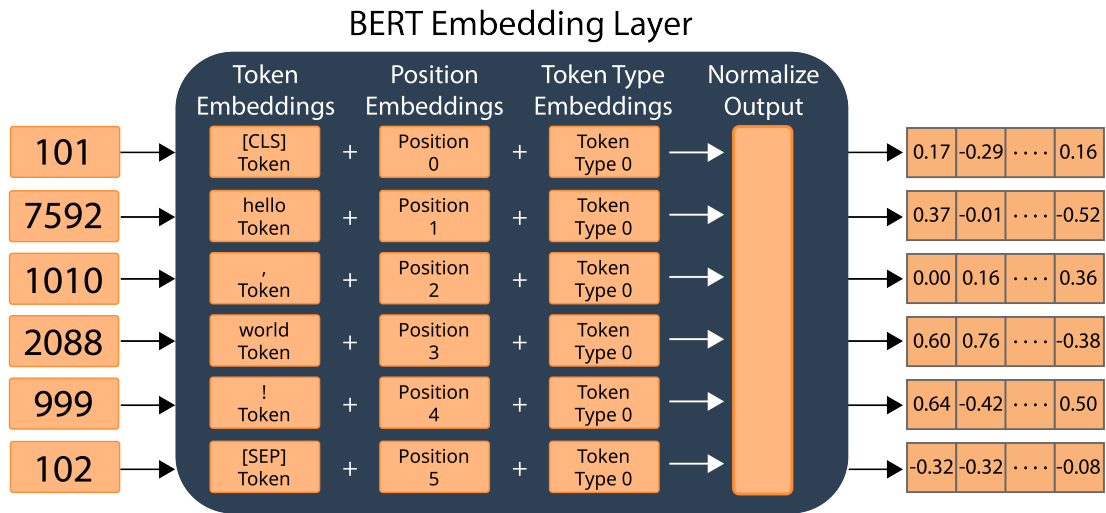 BERT Embedding Layer
Token Position Token Type Normalize
Embeddings Embeddings Embeddings Output
101 [CLS] Token + Position 0 + Token Type 0 0.17 -0.29 .... 0.16
7592 hello Token + Position 1 + Token Type 0 0.37 -0.01 .... -0.52
1010 , Token + Position 2 + Token Type 0 0.00 0.16 .... 0.36
2088 world Token + Position 3 + Token Type 0 0.60 0.76 .... -0.38
999 ! Token + Position 4 + Token Type 0 0.64 -0.42 .... 0.50
102 [SEP] Token + Position 5 + Token Type 0 -0.32 -0.32 .... -0.08